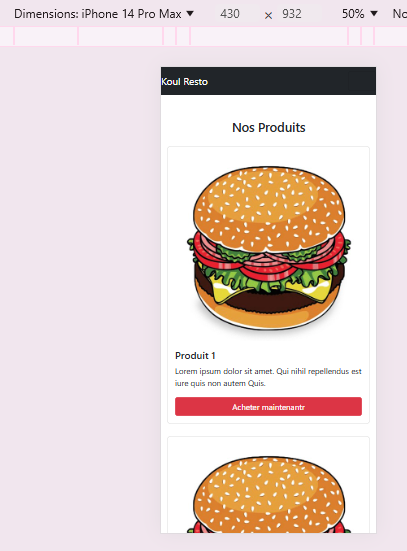 Dimensions: iPhone 14 Pro Max ▼ 430 × 932 50% ▼ No
Koul Resto
Nos Produits
Produit 1
Lorem ipsum dolor sit amet. Qui nihil repellendus est
iure quis non autem Quis.
Acheter maintenantr